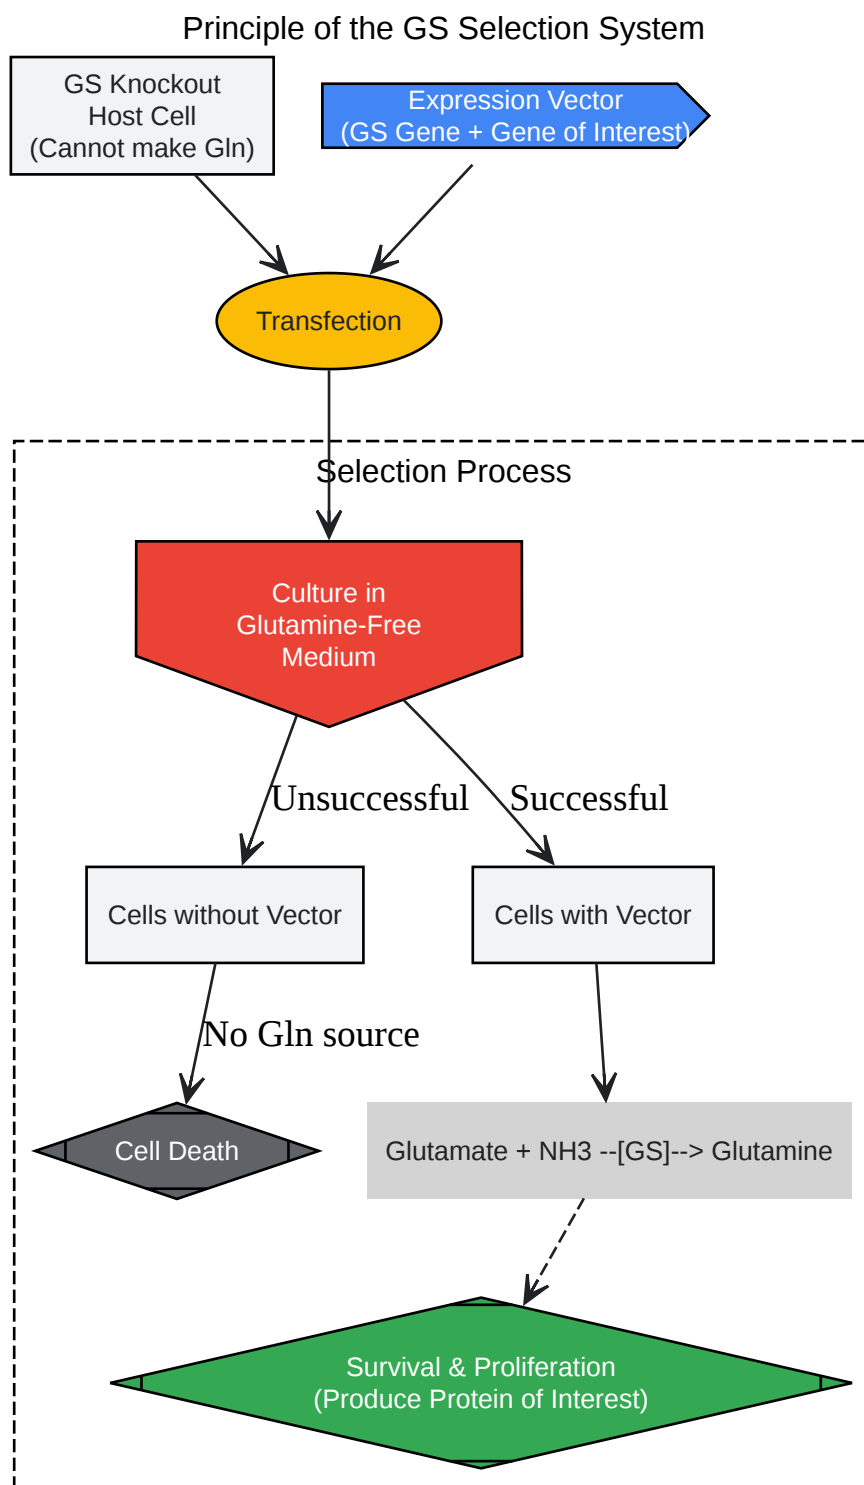 Principle of the GS Selection System
GS Knockout
Host Cell
(Cannot make Gln)
Expression Vector
(GS Gene + Gene of Interest)
Transfection
Selection Process
Culture in
Glutamine-Free
Medium
Unsuccessful
Successful
Cells without Vector
Cells with Vector
No Gln source
Cell Death
Glutamate + NH3 --[GS]--> Glutamine
Survival & Proliferation
(Produce Protein of Interest)